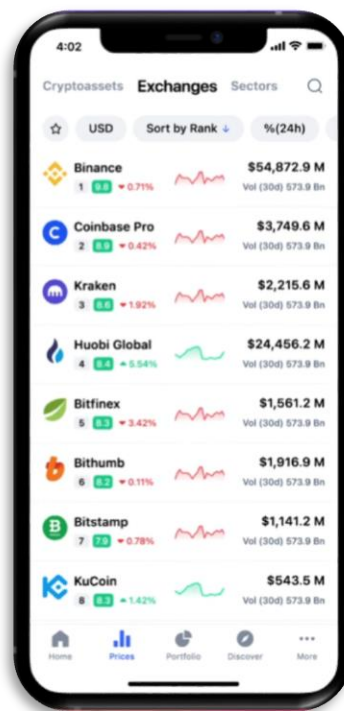 4:02
Cryptoassets Exchanges Sectors
USD Sort by Rank ↓ %(24h)
Binance $54,872.9 M
1 9.8 ▾ 0.71% Vol (30d) 573.9 Bn
Coinbase Pro $3,749.6 M
2 8.9 ▾ 0.42% Vol (30d) 573.9 Bn
Kraken $2,215.6 M
3 8.6 ▾ 1.92% Vol (30d) 573.9 Bn
Huobi Global $24,456.2 M
4 8.4 ▴ 5.54% Vol (30d) 573.9 Bn
Bitfinex $1,561.2 M
5 8.3 ▾ 3.42% Vol (30d) 573.9 Bn
Bithumb $1,916.9 M
6 8.2 ▾ 0.11% Vol (30d) 573.9 Bn
Bitstamp $1,141.2 M
7 7.9 ▾ 0.78% Vol (30d) 573.9 Bn
KuCoin $543.5 M
8 8.3 ▴ 1.42% Vol (30d) 573.9 Bn
Home Prices Portfolio Discover More